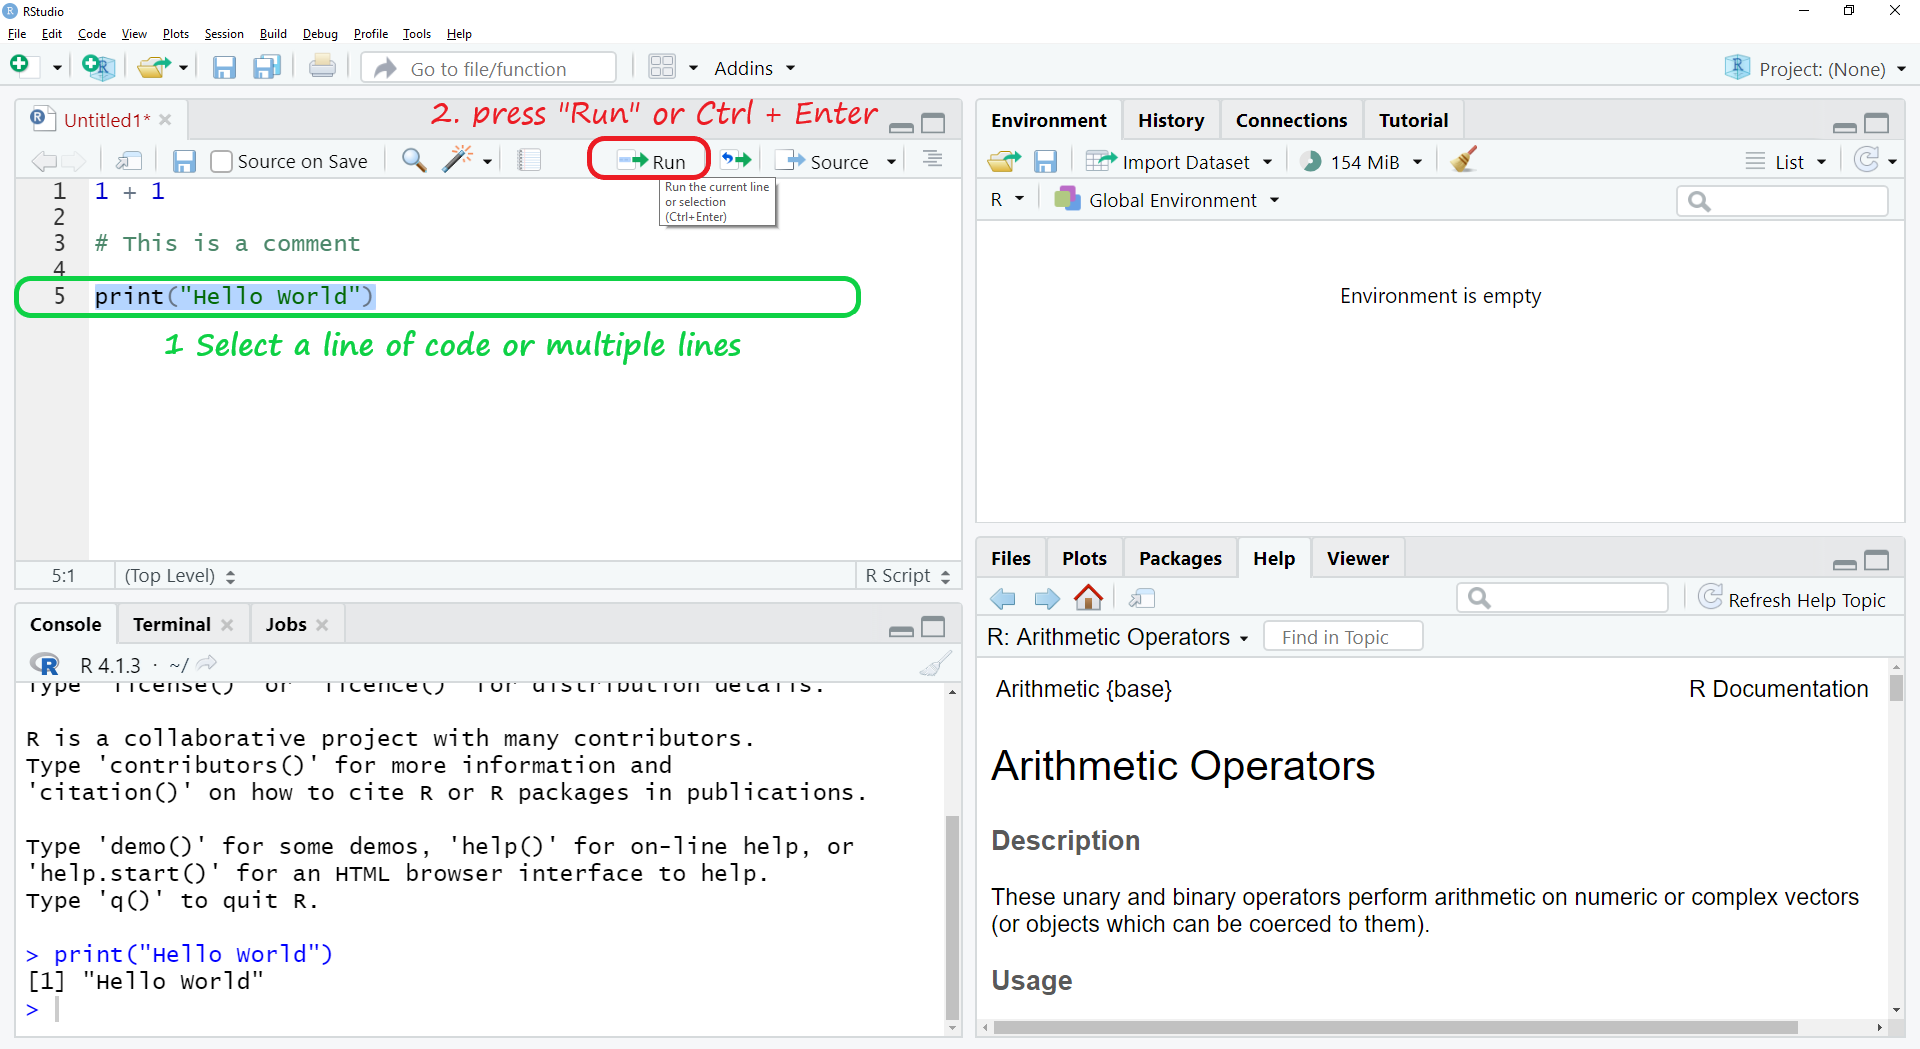 RStudio
File Edit Code View Plots Session Build Debug Profile Tools Help
Go to file/function Addins Project: (None)
Untitled1*
2. press "Run" or Ctrl + Enter
Source on Save Run Source
Run the current line
or selection
(Ctrl+Enter)
1 1 + 1
2
3 # This is a comment
4
5 print("Hello World")
1 Select a line of code or multiple lines
5:1 (Top Level) R Script
Console Terminal Jobs
R 4.1.3 · ~/
Type 'license()' or 'licence()' for distribution details.
R is a collaborative project with many contributors.
Type 'contributors()' for more information and
'citation()' on how to cite R or R packages in publications.
Type 'demo()' for some demos, 'help()' for on-line help, or
'help.start()' for an HTML browser interface to help.
Type 'q()' to quit R.
> print("Hello World")
[1] "Hello World"
>
Environment History Connections Tutorial
Import Dataset 154 MiB List
R Global Environment
Environment is empty
Files Plots Packages Help Viewer
Refresh Help Topic
R: Arithmetic Operators Find in Topic
Arithmetic {base} R Documentation
Arithmetic Operators
Description
These unary and binary operators perform arithmetic on numeric or complex vectors
(or objects which can be coerced to them).
Usage